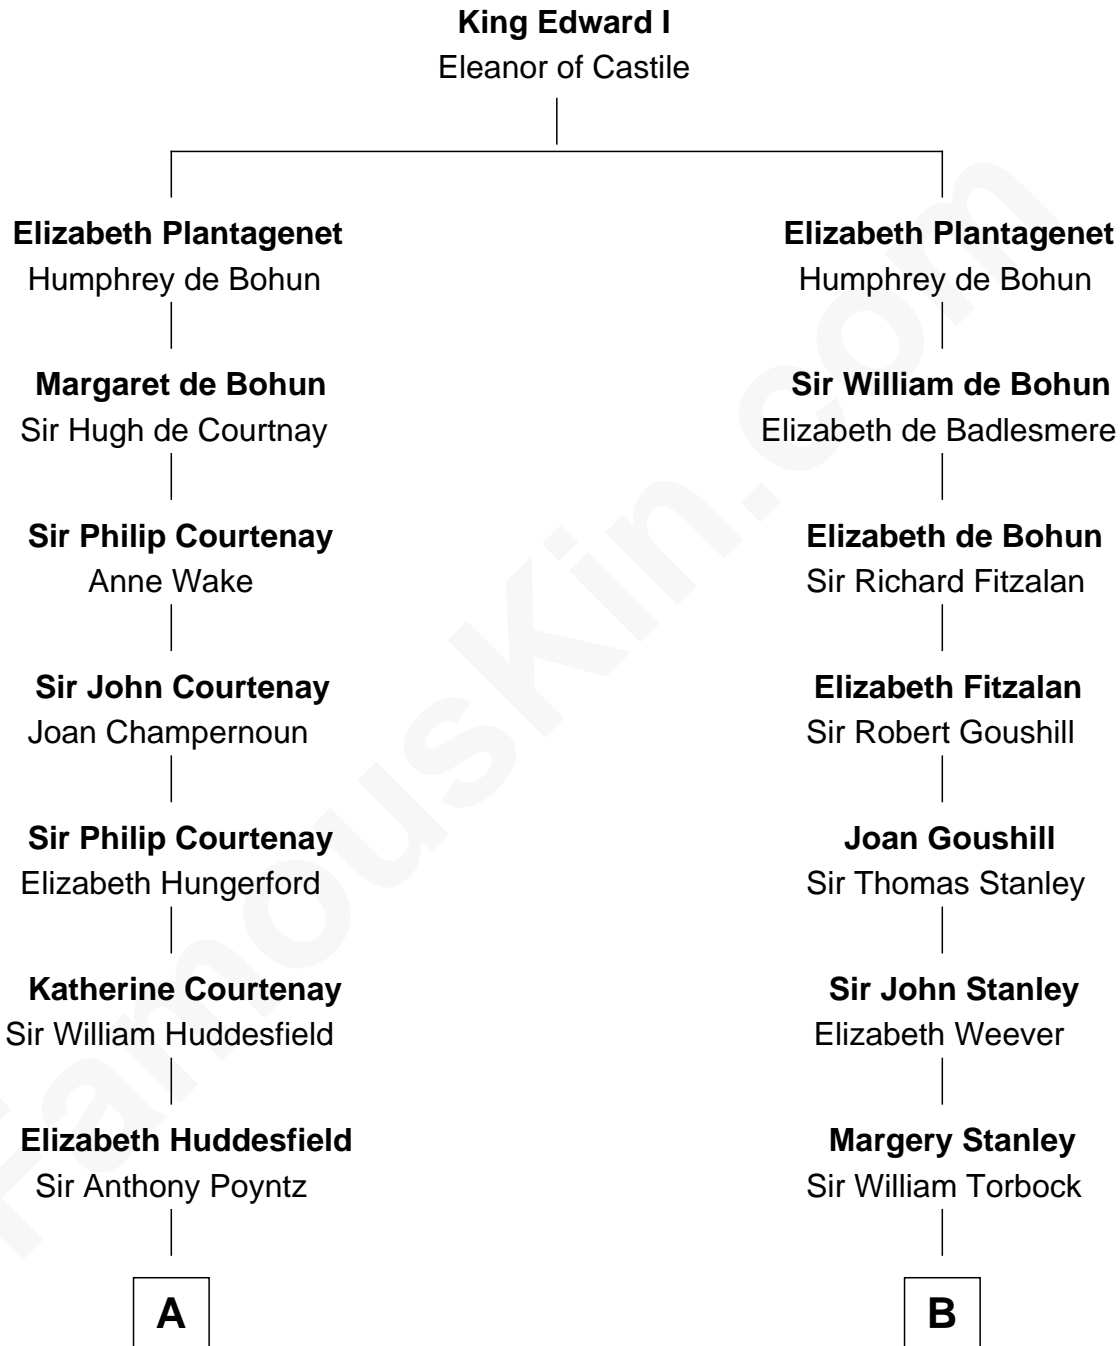 King Edward I
Eleanor of Castile
Elizabeth Plantagenet
Humphrey de Bohun
Margaret de Bohun
Sir Hugh de Courtnay
Sir Philip Courtenay
Anne Wake
Sir John Courtenay
Joan Champernoun
Sir Philip Courtenay
Elizabeth Hungerford
Katherine Courtenay
Sir William Huddesfield
Elizabeth Huddesfield
Sir Anthony Poyntz
A
Elizabeth Plantagenet
Humphrey de Bohun
Sir William de Bohun
Elizabeth de Badlesmere
Elizabeth de Bohun
Sir Richard Fitzalan
Elizabeth Fitzalan
Sir Robert Goushill
Joan Goushill
Sir Thomas Stanley
Sir John Stanley
Elizabeth Weever
Margery Stanley
Sir William Torbock
B
FamousKin.com